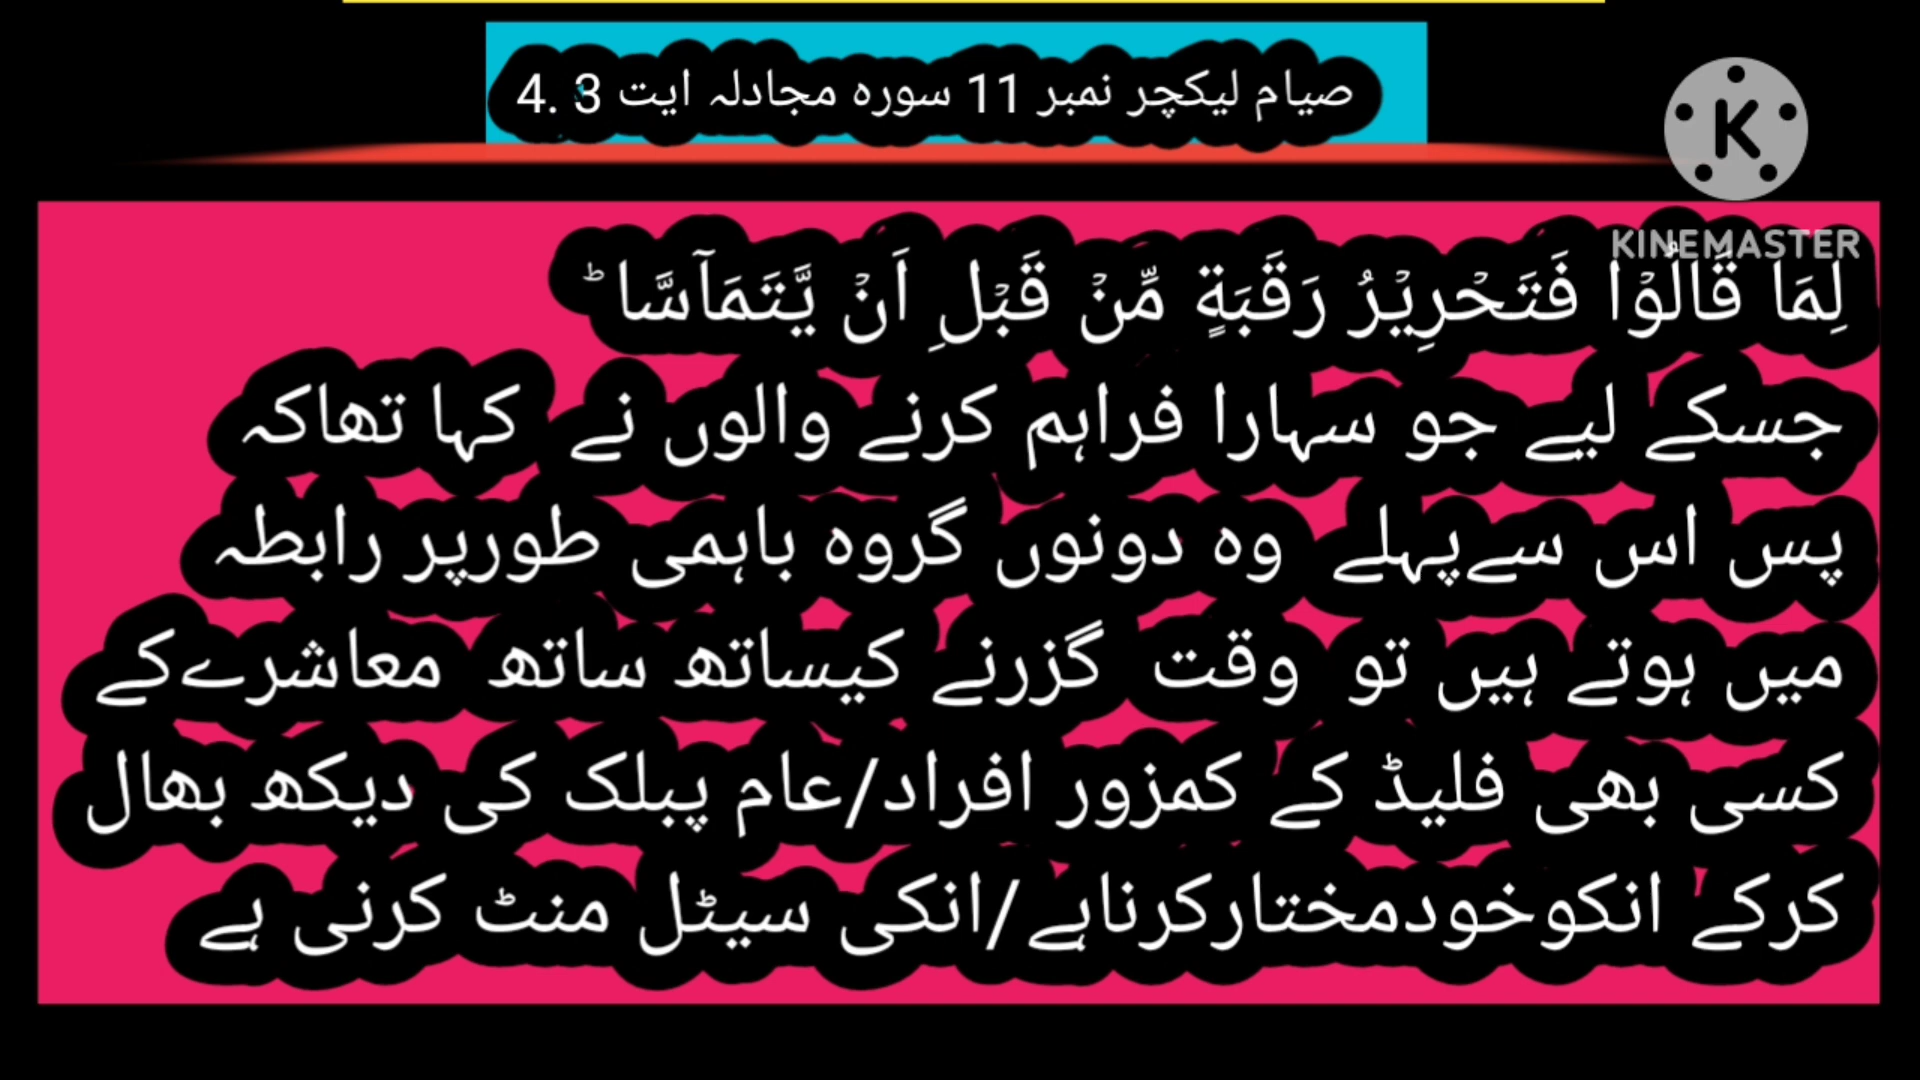 صیام لیکچر نمبر 11 سورہ مجادلہ ایت 3 .4
KINEMASTER
لِمَا قَالُوۡا فَتَحۡرِیۡرُ رَقَبَۃٍ مِّنۡ قَبۡلِ اَنۡ یَّتَمَآسَّا ؕ
جسکے لیے جو سہارا فراہم کرنے والوں نے کہا تھاکہ
پس اس سےپہلے وہ دونوں گروہ باہمی طورپر رابطہ
میں ہوتے ہیں تو وقت گزرنے کیساتھ ساتھ معاشرےکے
کسی بھی فلیڈ کے کمزور افراد/عام پبلک کی دیکھ بھال
کرکے انکوخودمختارکرناہے/انکی سیٹل منٹ کرنی ہے